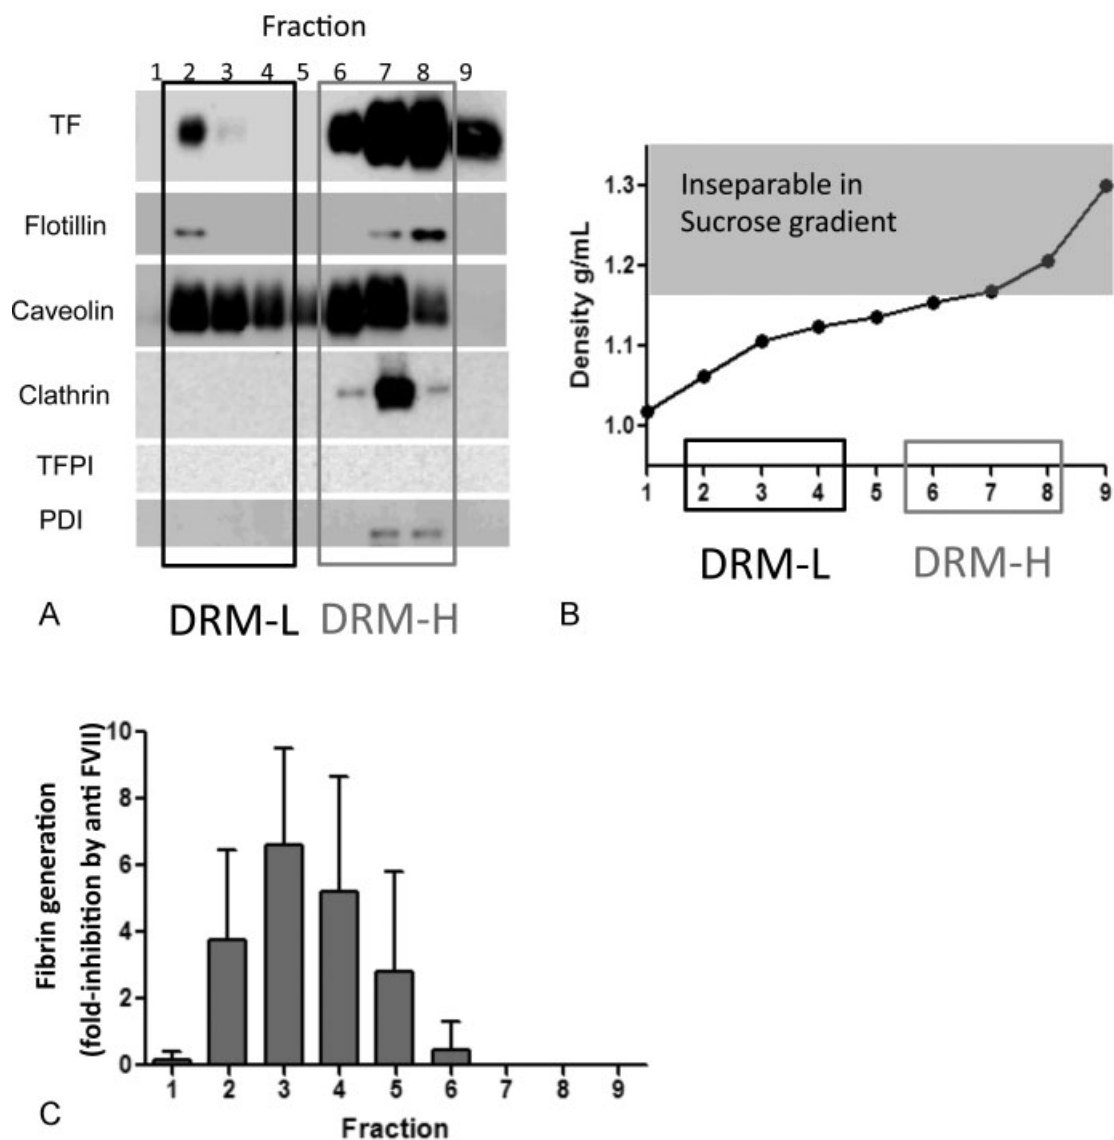 Fraction
1 2 3 4 5 6 7 8 9
TF
Flotillin
Caveolin
Clathrin
TFPI
PDI
DRM-L DRM-H
A
Density g/mL
1.3
1.2
1.1
1.0
Inseparable in
Sucrose gradient
1 2 3 4 5 6 7 8 9
DRM-L DRM-H
B
Fibrin generation
(fold-inhibition by anti FVII)
10
8
6
4
2
0
1 2 3 4 5 6 7 8 9
Fraction
C